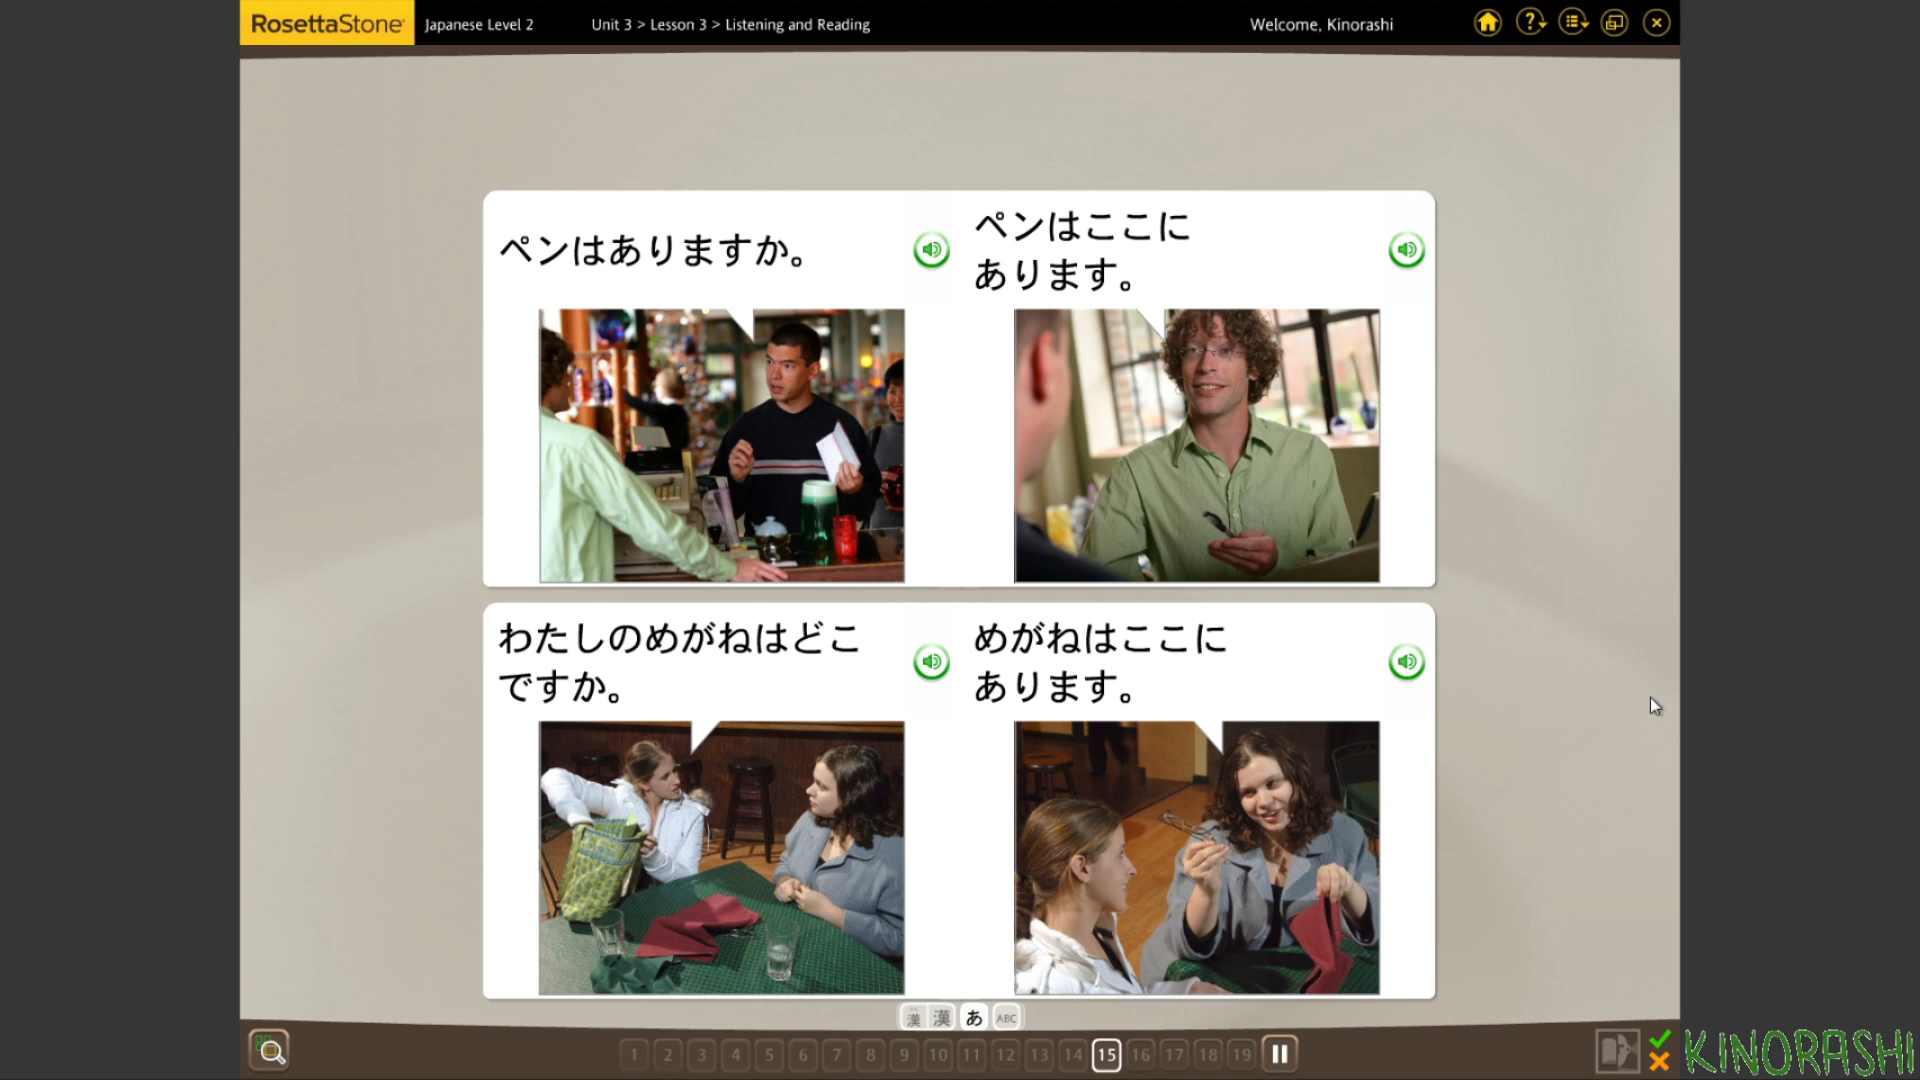 RosettaStone
Japanese Level 2
Unit 3 > Lesson 3 > Listening and Reading
Welcome, Kinorashi
?
ペンはありますか。
ペンはここに
あります。
わたしのめがねはどこ
ですか。
めがねはここに
あります。
漢 漢 あ ABC
1 2 3 4 5 6 7 8 9 10 11 12 13 14 15 16 17 18 19
KINORASHI